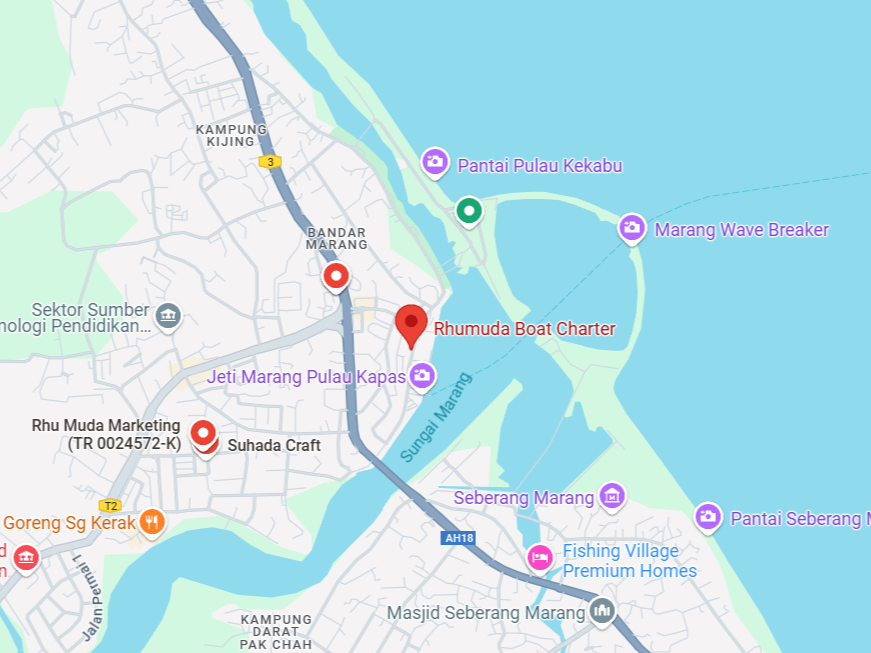 KAMPUNG
KIJING
3
Pantai Pulau Kekabu
Marang Wave Breaker
BANDAR
MARANG
Sektor Sumber
nologi Pendidikan...
Rhumuda Boat Charter
Jeti Marang Pulau Kapas
Sungai Marang
Rhu Muda Marketing
(TR 0024572-K)
Suhada Craft
T2
Goreng Sg Kerak
Seberang Marang
Pantai Seberang M
AH18
d
n
Fishing Village
Premium Homes
Jalan Permai 1
Masjid Seberang Marang
KAMPUNG
DARAT
PAK CHAH